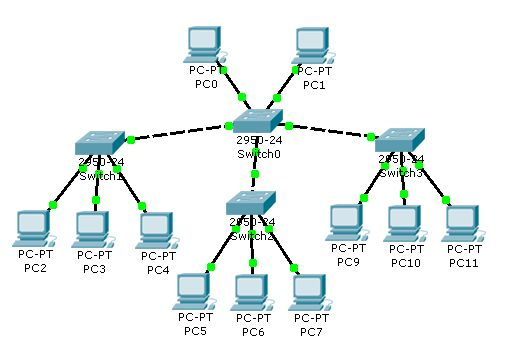 PC-PT
PC0
PC-PT
PC1
2950-24
Switch0
2950-24
Switch1
2950-24
Switch3
2950-24
Switch2
PC-PT
PC2
PC-PT
PC3
PC-PT
PC4
PC-PT
PC9
PC-PT
PC10
PC-PT
PC11
PC-PT
PC5
PC-PT
PC6
PC-PT
PC7